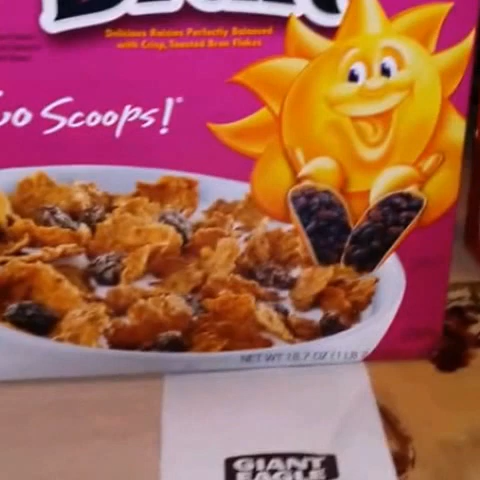 Delicious Raisins Perfectly Balanced
with Crisp, Toasted Bran Flakes
Scoops!
NET WT 18.7 OZ (1 LB
GIANT
EAGLE